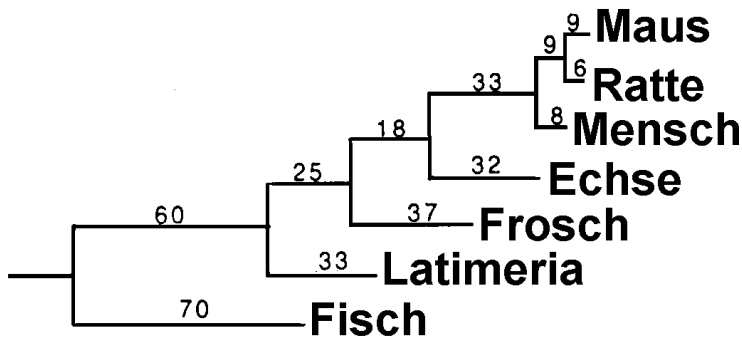 9 Maus
9
6 Ratte
33
8 Mensch
18
32 Echse
25
37 Frosch
60
33 Latimeria
70 Fisch